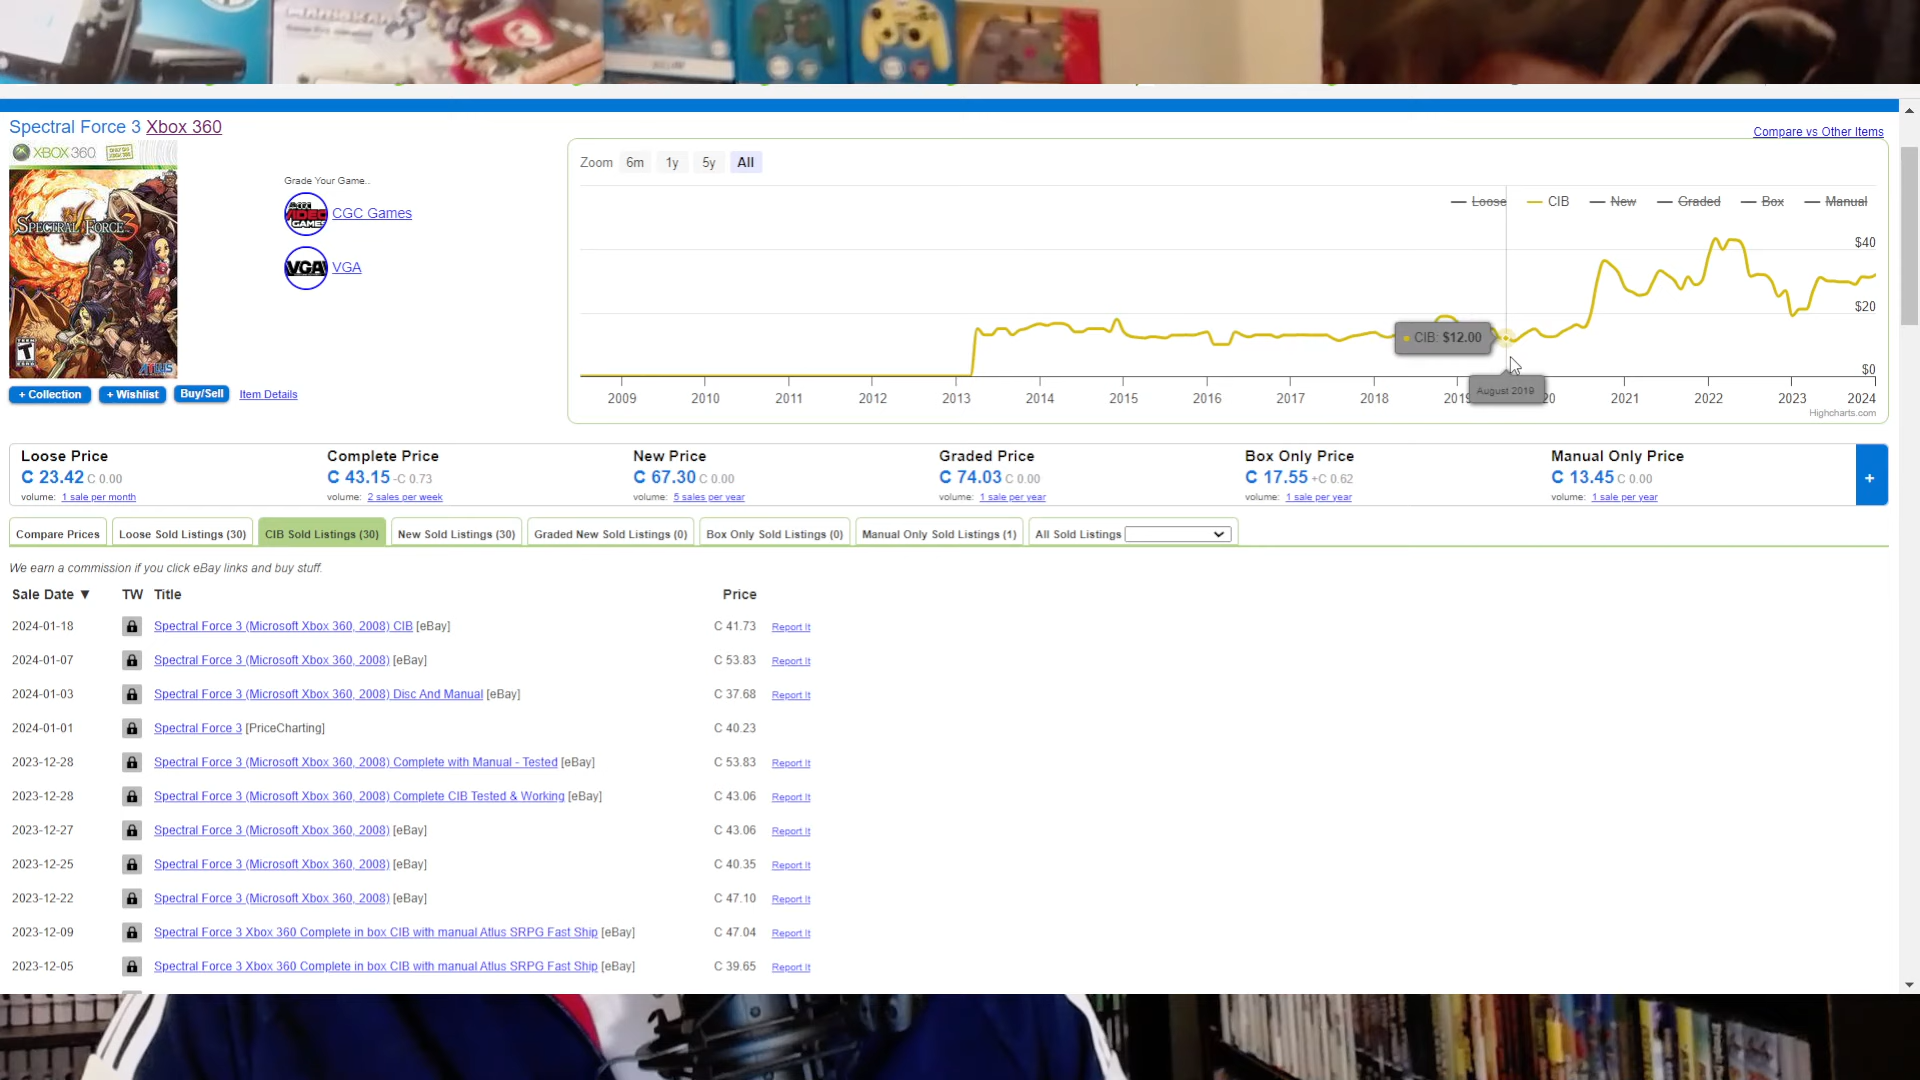 Spectral Force 3 Xbox 360
Compare vs Other Items
XBOX 360
SPECTRAL FORCE 3
TEEN
T
ATLUS
Grade Your Game..
CGC VIDEO GAMES
CGC Games
VGA
VGA
+ Collection
+ Wishlist
Buy/Sell
Item Details
Zoom 6m 1y 5y All
Loose CIB New Graded Box Manual
$40
$20
$0
CIB: $12.00
August 2019
2009 2010 2011 2012 2013 2014 2015 2016 2017 2018 2019 20 2021 2022 2023 2024
Highcharts.com
Loose Price Complete Price New Price Graded Price Box Only Price Manual Only Price
C 23.42 C 0.00 C 43.15 -C 0.73 C 67.30 C 0.00 C 74.03 C 0.00 C 17.55 +C 0.62 C 13.45 C 0.00
volume: 1 sale per month volume: 2 sales per week volume: 5 sales per year volume: 1 sale per year volume: 1 sale per year volume: 1 sale per year
+
Compare Prices Loose Sold Listings (30) CIB Sold Listings (30) New Sold Listings (30) Graded New Sold Listings (0) Box Only Sold Listings (0) Manual Only Sold Listings (1) All Sold Listings
We earn a commission if you click eBay links and buy stuff.
Sale Date ▼ TW Title Price
2024-01-18 Spectral Force 3 (Microsoft Xbox 360, 2008) CIB [eBay] C 41.73 Report It
2024-01-07 Spectral Force 3 (Microsoft Xbox 360, 2008) [eBay] C 53.83 Report It
2024-01-03 Spectral Force 3 (Microsoft Xbox 360, 2008) Disc And Manual [eBay] C 37.68 Report It
2024-01-01 Spectral Force 3 [PriceCharting] C 40.23
2023-12-28 Spectral Force 3 (Microsoft Xbox 360, 2008) Complete with Manual - Tested [eBay] C 53.83 Report It
2023-12-28 Spectral Force 3 (Microsoft Xbox 360, 2008) Complete CIB Tested & Working [eBay] C 43.06 Report It
2023-12-27 Spectral Force 3 (Microsoft Xbox 360, 2008) [eBay] C 43.06 Report It
2023-12-25 Spectral Force 3 (Microsoft Xbox 360, 2008) [eBay] C 40.35 Report It
2023-12-22 Spectral Force 3 (Microsoft Xbox 360, 2008) [eBay] C 47.10 Report It
2023-12-09 Spectral Force 3 Xbox 360 Complete in box CIB with manual Atlus SRPG Fast Ship [eBay] C 47.04 Report It
2023-12-05 Spectral Force 3 Xbox 360 Complete in box CIB with manual Atlus SRPG Fast Ship [eBay] C 39.65 Report It